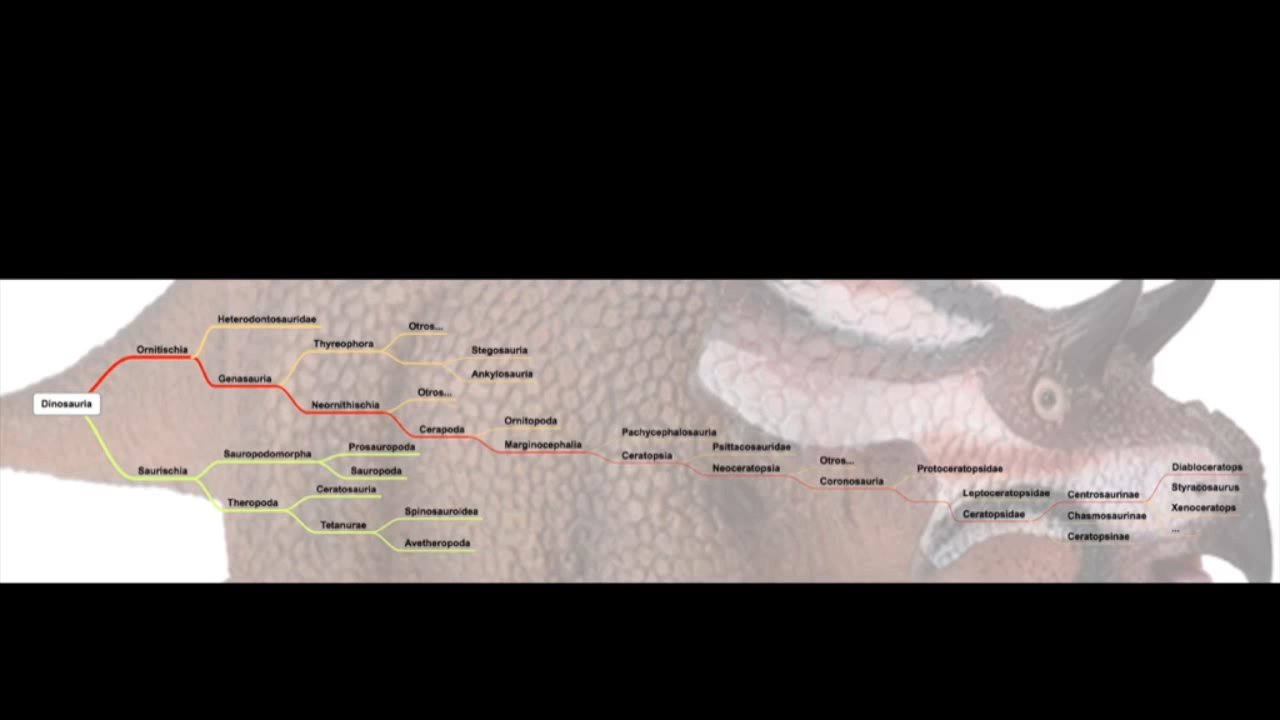 Dinosauria
Ornitischia
Heterodontosauridae
Genasauria
Thyreophora
Otros...
Stegosauria
Ankylosauria
Neornithischia
Otros...
Cerapoda
Ornitopoda
Marginocephalia
Pachycephalosauria
Ceratopsia
Psittacosauridae
Neoceratopsia
Otros...
Coronosauria
Protoceratopsidae
Leptoceratopsidae
Ceratopsidae
Centrosaurinae
Diabloceratops
Styracosaurus
Xenoceratops
...
Chasmosaurinae
Ceratopsinae
Saurischia
Sauropodomorpha
Prosauropoda
Sauropoda
Theropoda
Ceratosauria
Tetanurae
Spinosauroidea
Avetheropoda